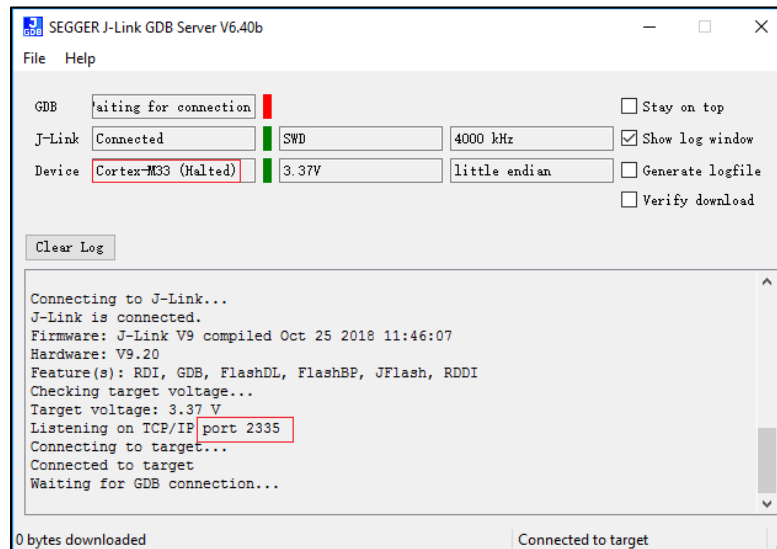 SEGGER J-Link GDB Server V6.40b
File Help
GDB 'aiting for connection Stay on top
J-Link Connected SWD 4000 kHz Show log window
Device Cortex-M33 (Halted) 3.37V little endian Generate logfile
Verify download
Clear Log
Connecting to J-Link...
J-Link is connected.
Firmware: J-Link V9 compiled Oct 25 2018 11:46:07
Hardware: V9.20
Feature(s): RDI, GDB, FlashDL, FlashBP, JFlash, RDDI
Checking target voltage...
Target voltage: 3.37 V
Listening on TCP/IP port 2335
Connecting to target...
Connected to target
Waiting for GDB connection...
0 bytes downloaded Connected to target